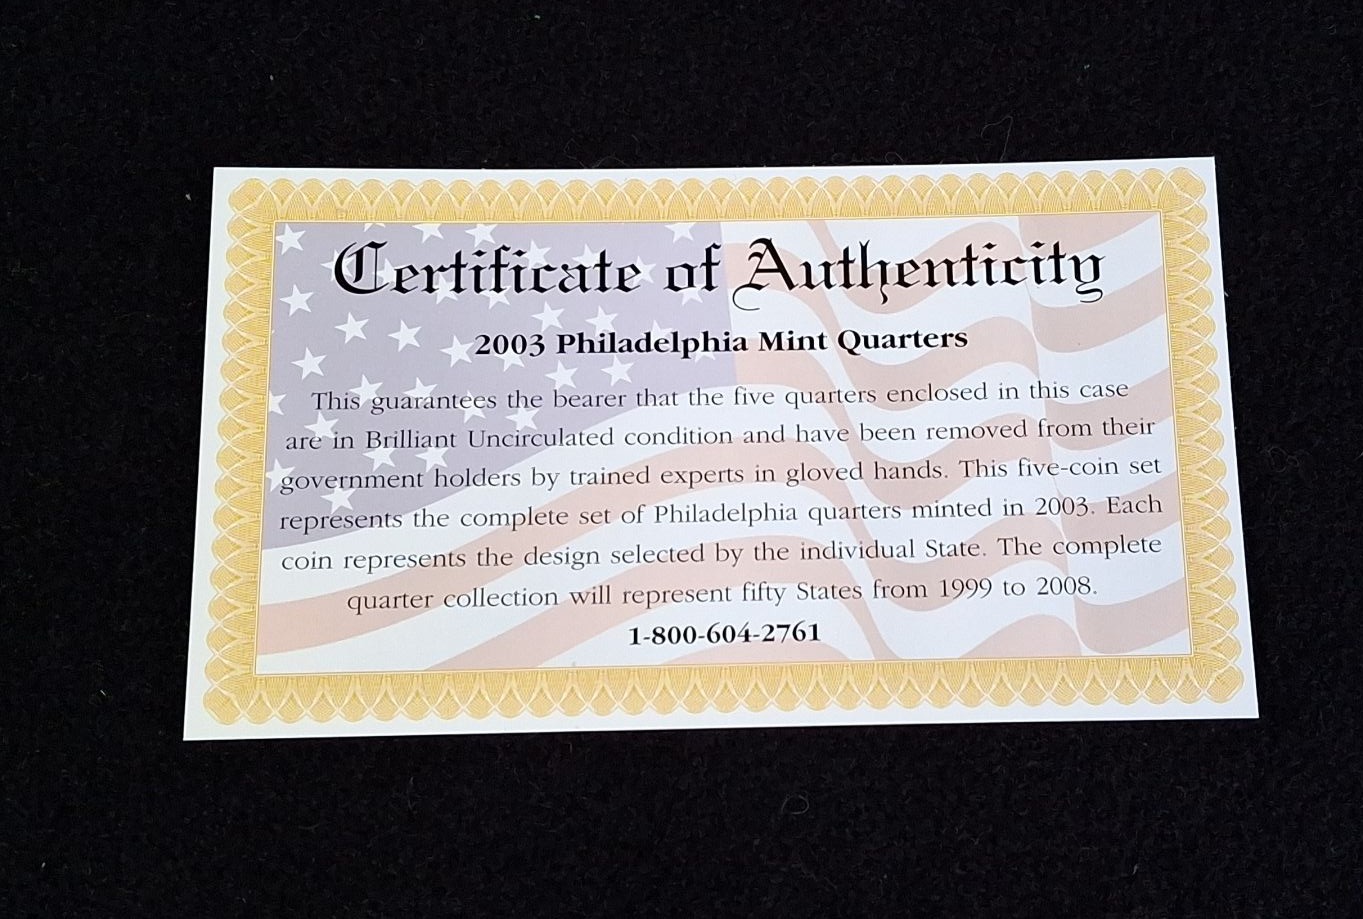 Certificate of Authenticity
2003 Philadelphia Mint Quarters
This guarantees the bearer that the five quarters enclosed in this case
are in Brilliant Uncirculated condition and have been removed from their
government holders by trained experts in gloved hands. This five-coin set
represents the complete set of Philadelphia quarters minted in 2003. Each
coin represents the design selected by the individual State. The complete
quarter collection will represent fifty States from 1999 to 2008.
1-800-604-2761